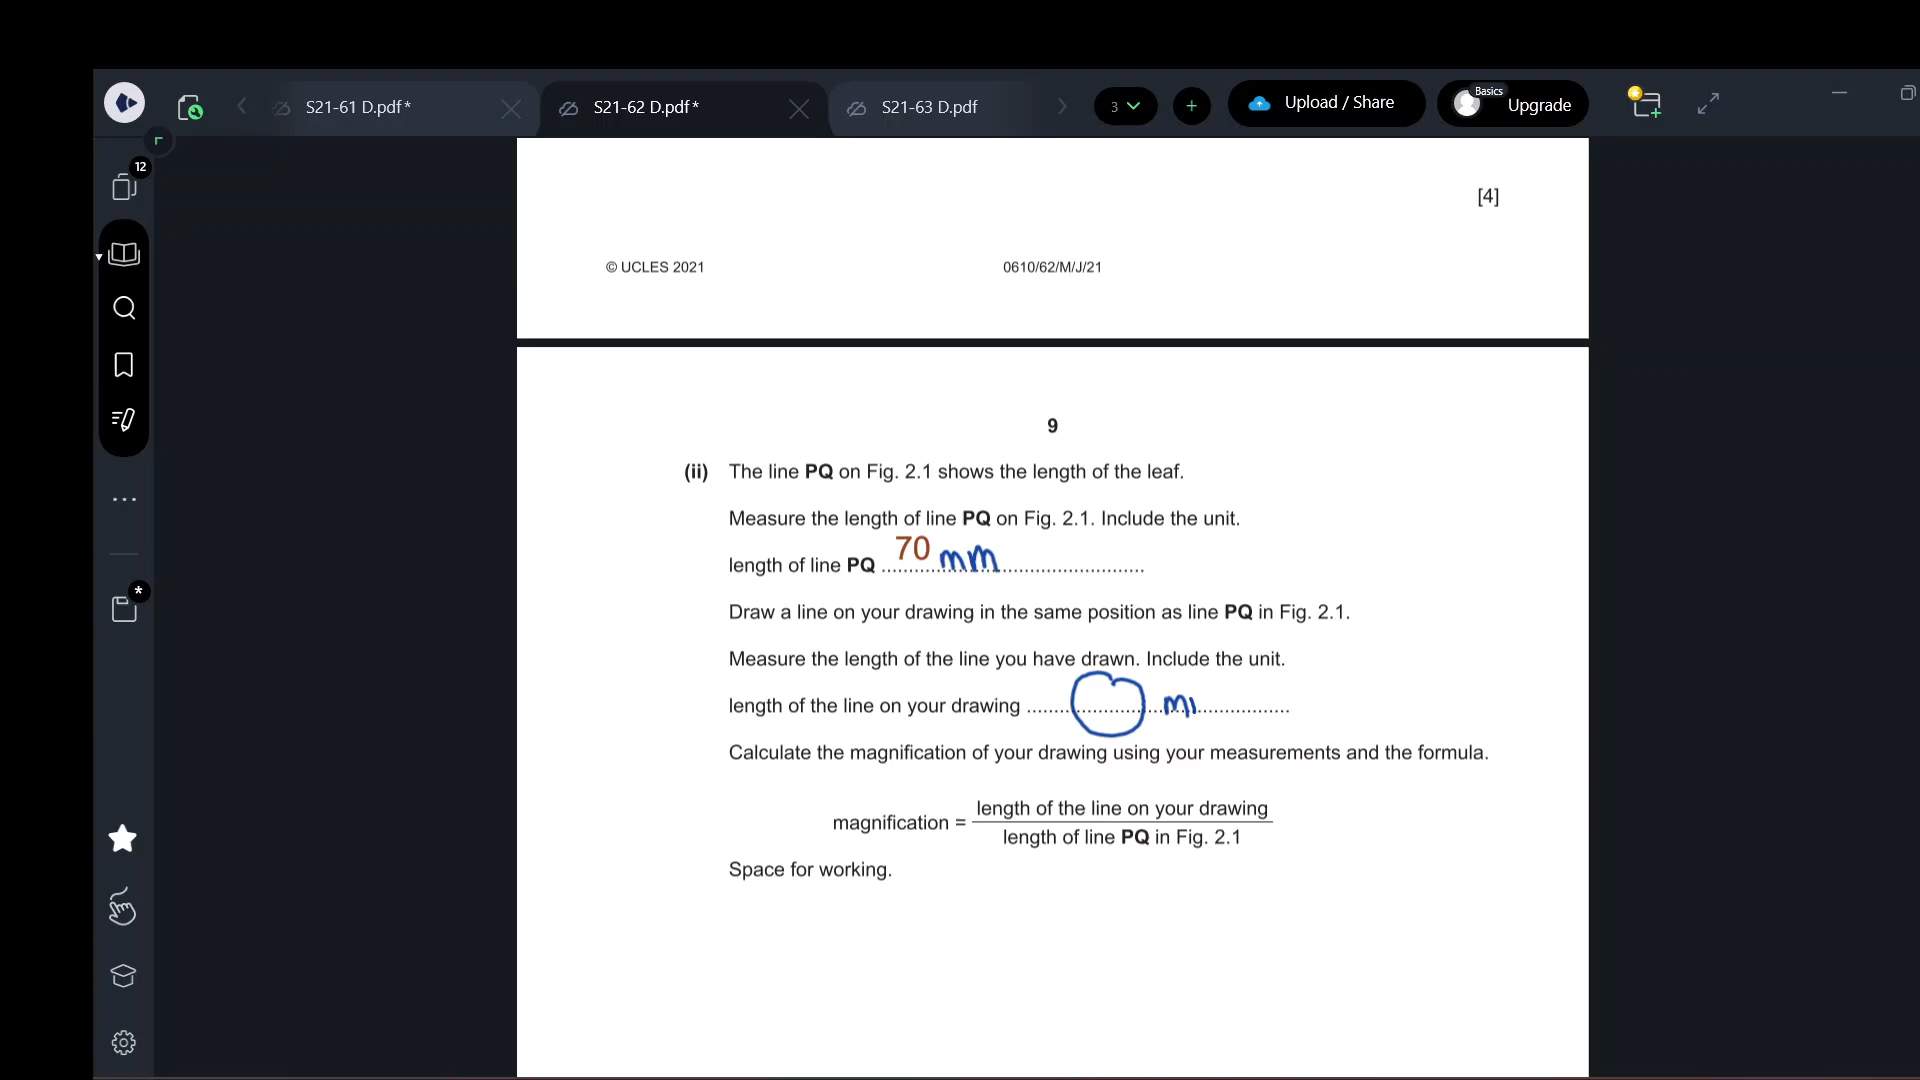 S21-61 D.pdf*
S21-62 D.pdf*
S21-63 D.pdf
3
+
Upload / Share
Basics
Upgrade
12
[4]
© UCLES 2021
0610/62/M/J/21
9
(ii) The line PQ on Fig. 2.1 shows the length of the leaf.
Measure the length of line PQ on Fig. 2.1. Include the unit.
length of line PQ 70 mm
Draw a line on your drawing in the same position as line PQ in Fig. 2.1.
Measure the length of the line you have drawn. Include the unit.
length of the line on your drawing
Calculate the magnification of your drawing using your measurements and the formula.
magnification = length of the line on your drawing
length of line PQ in Fig. 2.1
Space for working.